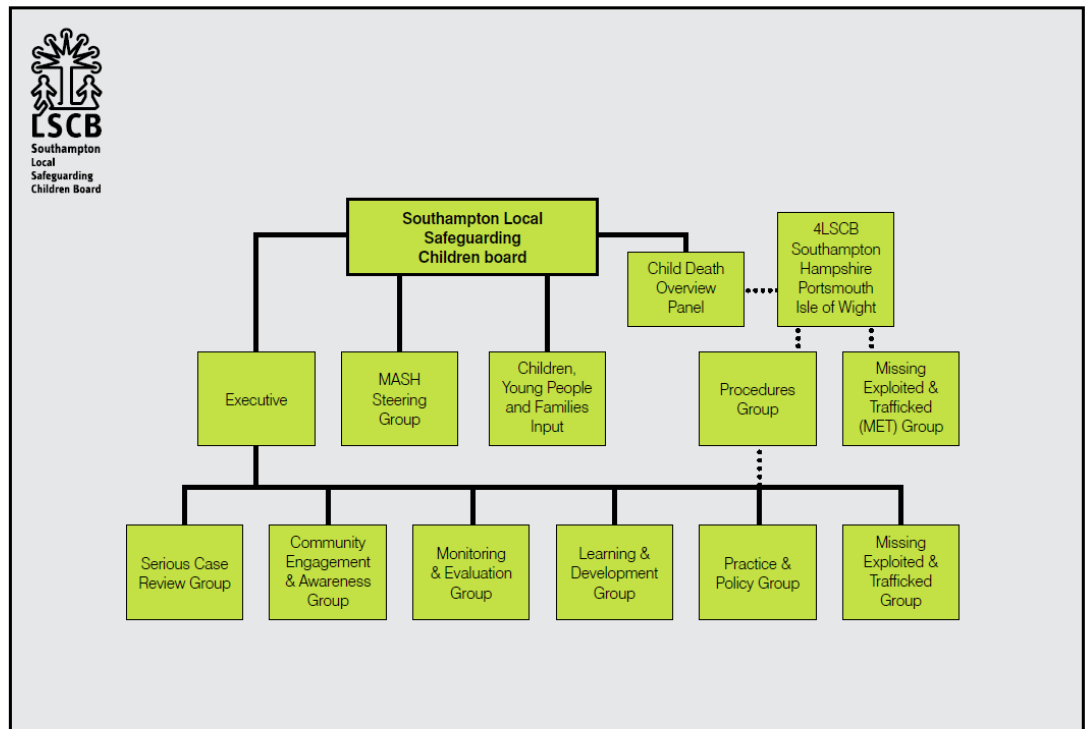 LSCB
Southampton
Local
Safeguarding
Children Board
Southampton Local
Safeguarding
Children board
Child Death
Overview
Panel
4LSCB
Southampton
Hampshire
Portsmouth
Isle of Wight
Executive
MASH
Steering
Group
Children,
Young People
and Families
Input
Procedures
Group
Missing
Exploited &
Trafficked
(MET) Group
Serious Case
Review Group
Community
Engagement
& Awareness
Group
Monitoring
& Evaluation
Group
Learning &
Development
Group
Practice &
Policy Group
Missing
Exploited &
Trafficked
Group